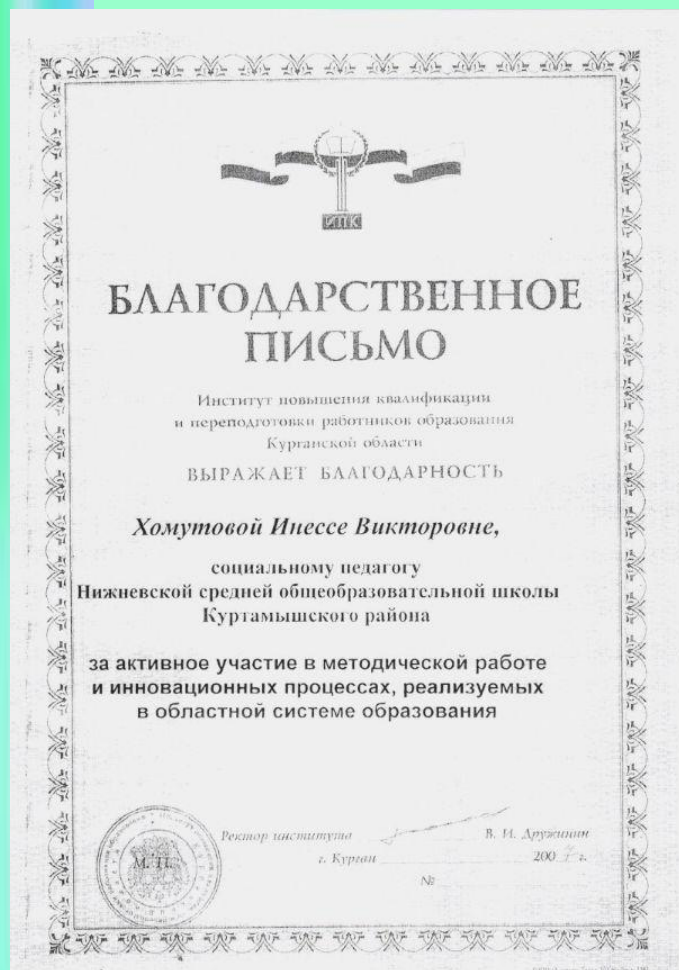 ИПК
БЛАГОДАРСТВЕННОЕ
ПИСЬМО
Институт повышения квалификации
и переподготовки работников образования
Курганской области
ВЫРАЖАЕТ БЛАГОДАРНОСТЬ
Хомутовой Инессе Викторовне,
социальному педагогу
Нижневской средней общеобразовательной школы
Куртамышского района
за активное участие в методической работе
и инновационных процессах, реализуемых
в областной системе образования
Ректор института В. И. Дружинин
М. П.
г. Курган 2007 г.
№